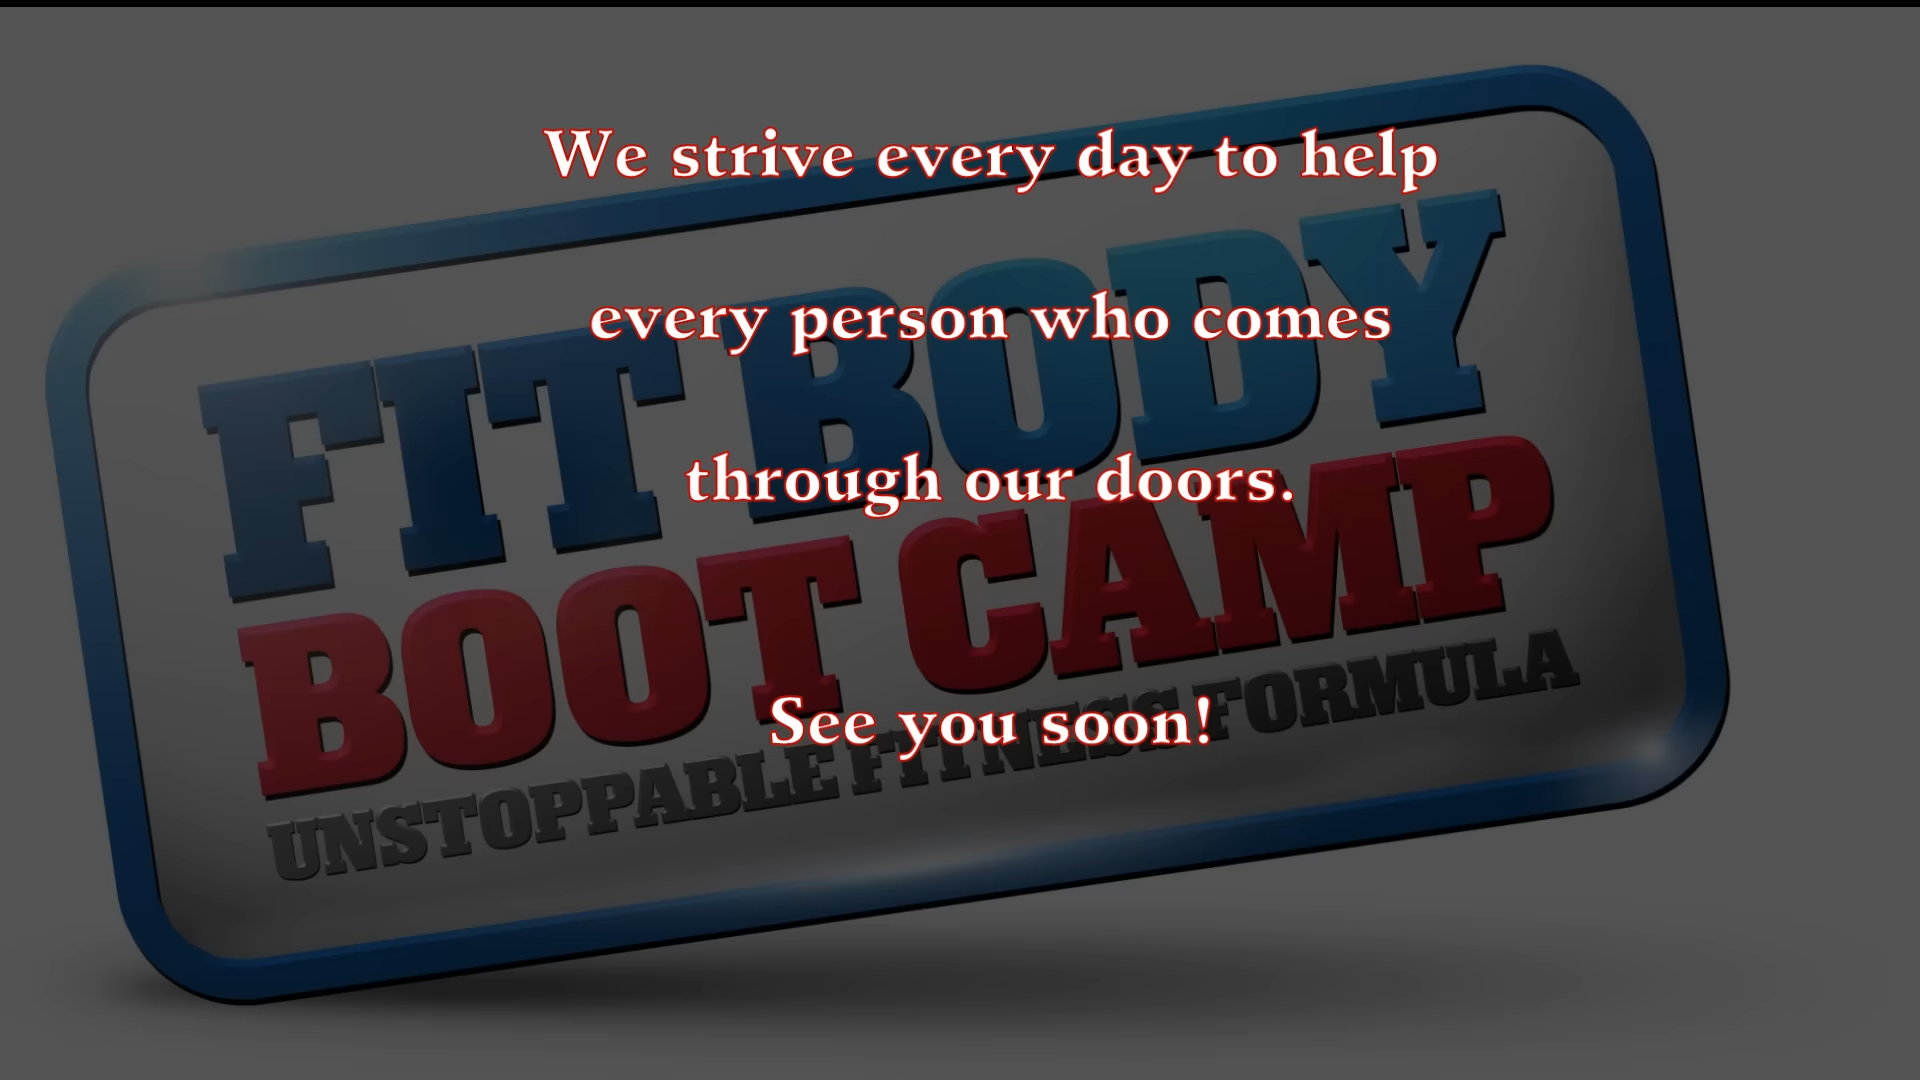 We strive every day to help
every person who comes
through our doors.
See you soon!
FIT BODY
BOOT CAMP
UNSTOPPABLE FITNESS FORMULA